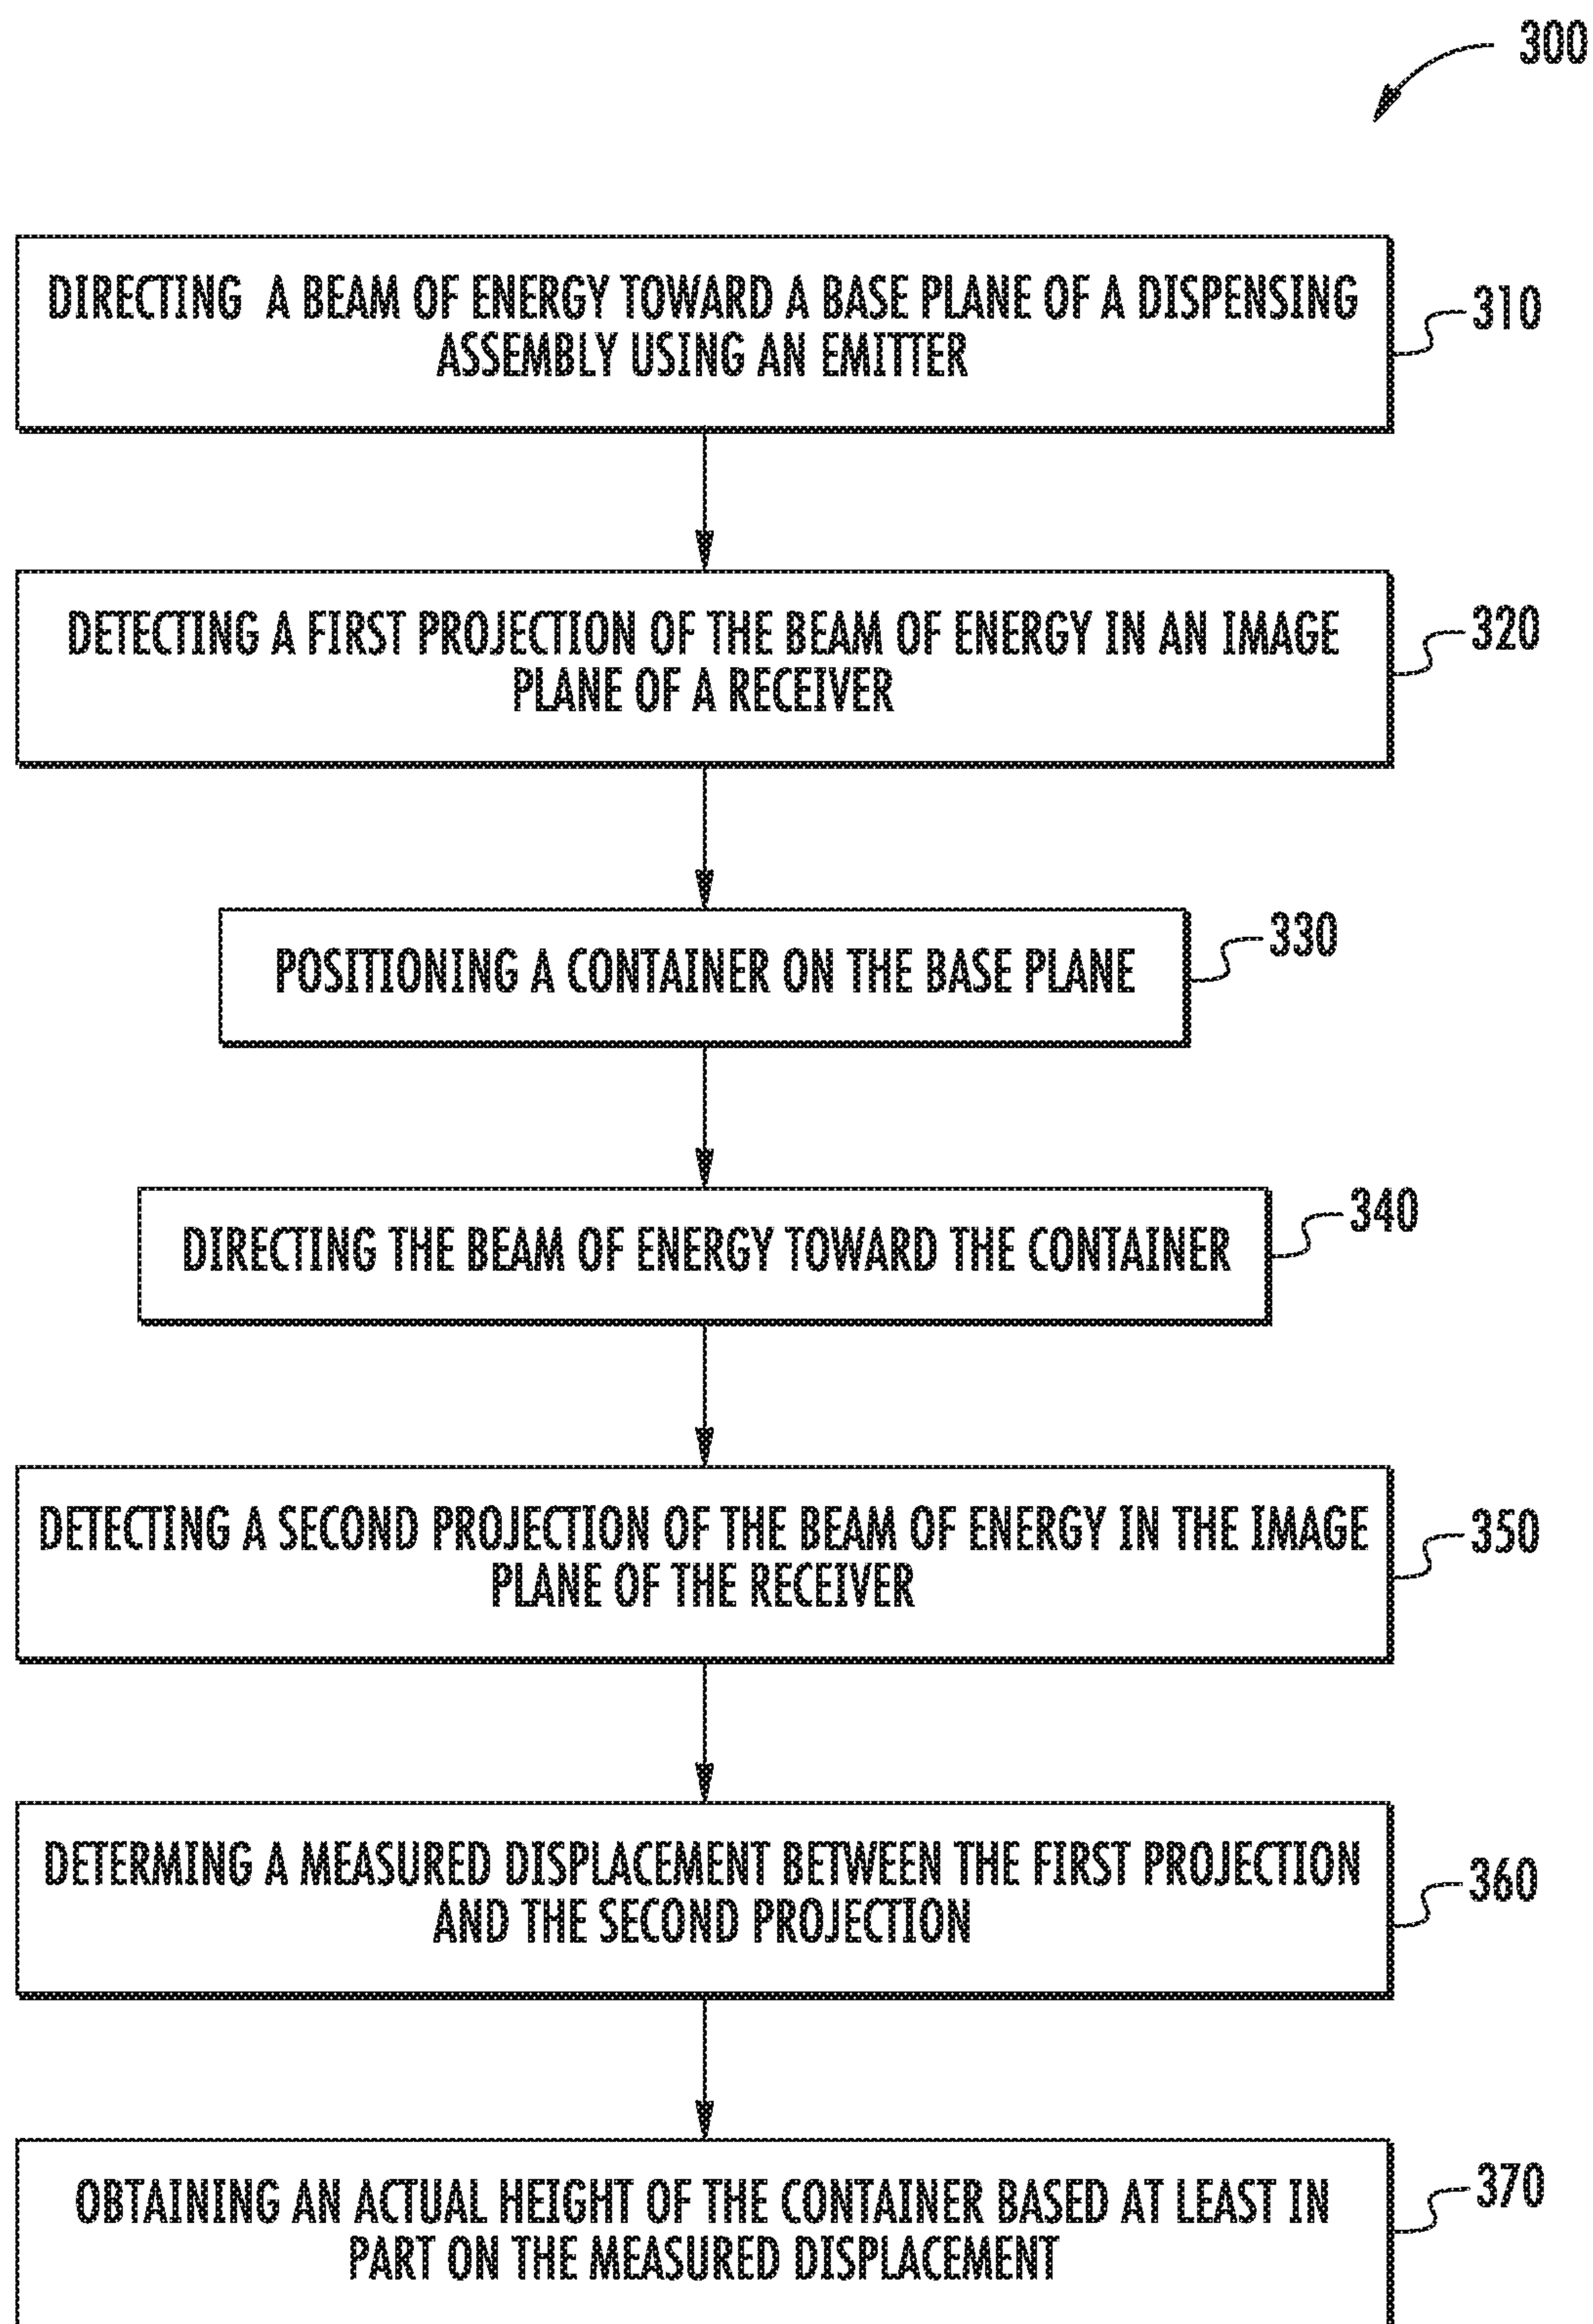 300
DIRECTING A BEAM OF ENERGY TOWARD A BASE PLANE OF A DISPENSING
ASSEMBLY USING AN EMITTER
310
DETECTING A FIRST PROJECTION OF THE BEAM OF ENERGY IN AN IMAGE
PLANE OF A RECEIVER
320
POSITIONING A CONTAINER ON THE BASE PLANE
330
DIRECTING THE BEAM OF ENERGY TOWARD THE CONTAINER
340
DETECTING A SECOND PROJECTION OF THE BEAM OF ENERGY IN THE IMAGE
PLANE OF THE RECEIVER
350
DETERMING A MEASURED DISPLACEMENT BETWEEN THE FIRST PROJECTION
AND THE SECOND PROJECTION
360
OBTAINING AN ACTUAL HEIGHT OF THE CONTAINER BASED AT LEAST IN
PART ON THE MEASURED DISPLACEMENT
370